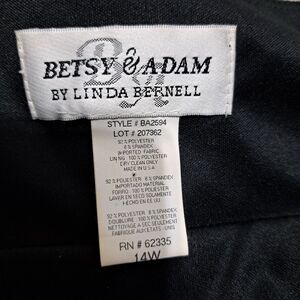 BETSY & ADAM
BY LINDA BERNELL
STYLE # BA2594
LOT # 207362
92% POLYESTER
8% SPANDEX
IMPORTED FABRIC
LINING: 100% POLYESTER
DRY CLEAN ONLY
MADE IN U.S.A.
92% POLYESTER 8% SPANDEX
IMPORTADO MATERIAL
FORRO: 100% POLYESTER
LAVAR EN SECO SOLAMENTE
HECHO EN EE UU
92% POLYESTER 8% SPANDEX
DOUBLURE: 100% POLYESTER
NETTOYAGE A SEC SEULEMENT
FABRIQUE AUX ETATS - UNIS
RN # 62335
14W